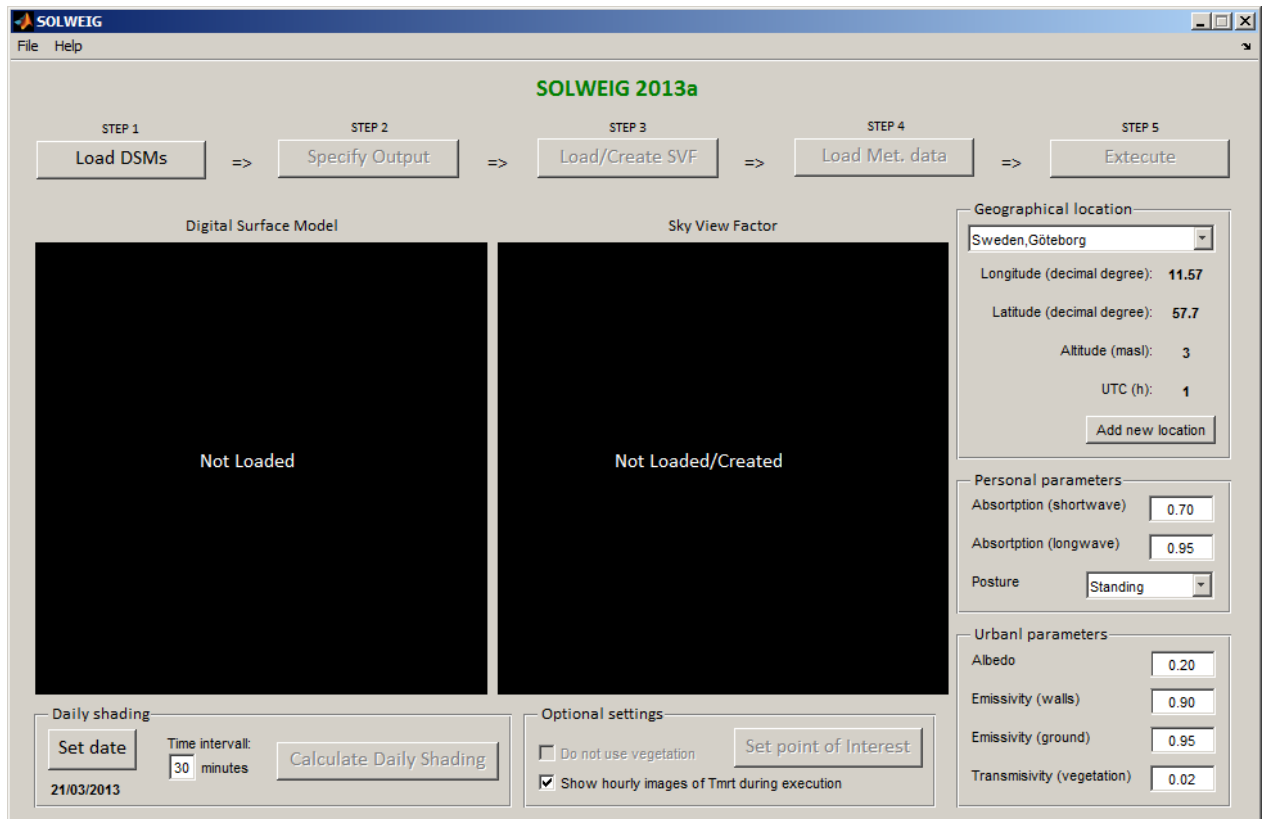 SOLWEIG
File Help
SOLWEIG 2013a
STEP 1 STEP 2 STEP 3 STEP 4 STEP 5
Load DSMs => Specify Output => Load/Create SVF => Load Met. data => Extecute
Digital Surface Model
Not Loaded
Sky View Factor
Not Loaded/Created
Geographical location
Sweden,Göteborg
Longitude (decimal degree): 11.57
Latitude (decimal degree): 57.7
Altitude (masl): 3
UTC (h): 1
Add new location
Personal parameters
Absortption (shortwave) 0.70
Absortption (longwave) 0.95
Posture Standing
Urbanl parameters
Albedo 0.20
Emissivity (walls) 0.90
Emissivity (ground) 0.95
Transmisivity (vegetation) 0.02
Daily shading
Set date
21/03/2013
Time intervall:
30 minutes
Calculate Daily Shading
Optional settings
Do not use vegetation
Set point of Interest
Show hourly images of Tmrt during execution